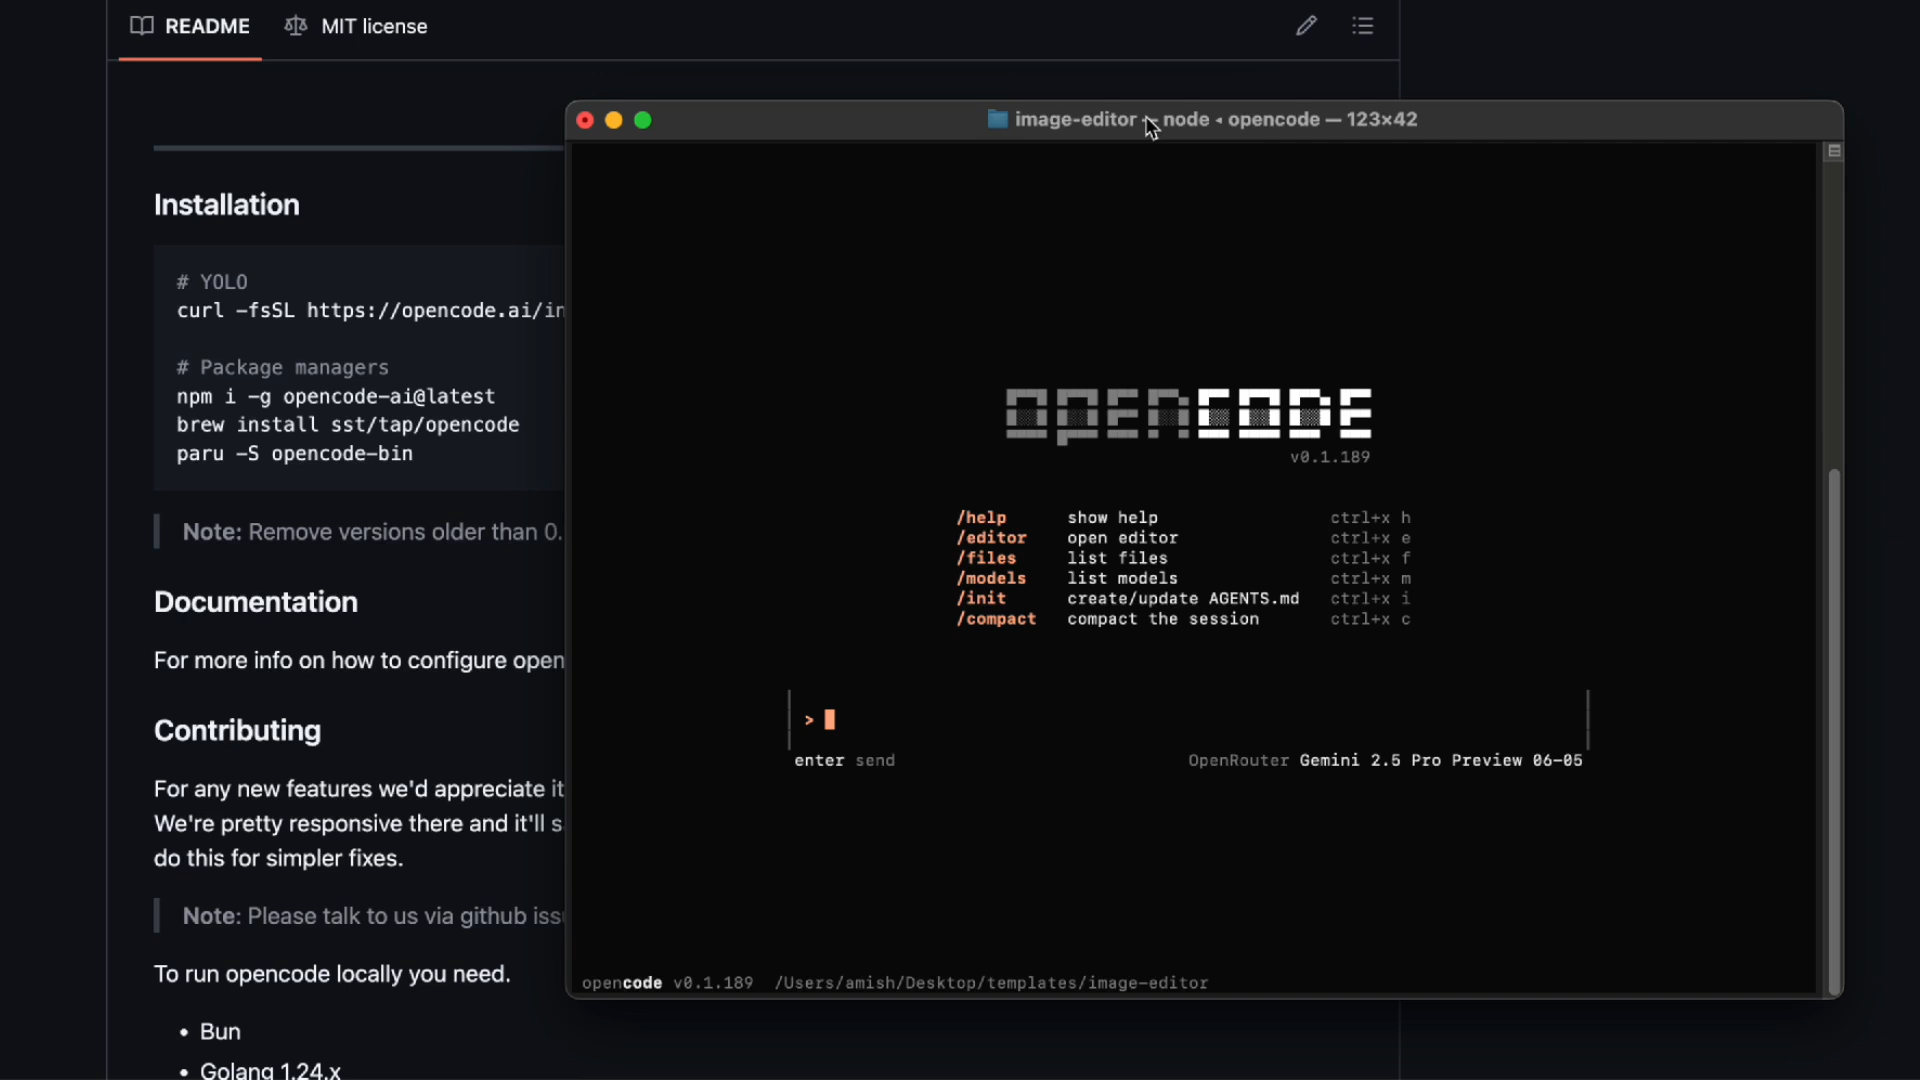 README
MIT license
Installation
# YOLO
curl -fsSL https://opencode.ai/in
# Package managers
npm i -g opencode-ai@latest
brew install sst/tap/opencode
paru -S opencode-bin
Note: Remove versions older than 0.
Documentation
For more info on how to configure open
Contributing
For any new features we'd appreciate it
We're pretty responsive there and it'll s
do this for simpler fixes.
Note: Please talk to us via github iss
To run opencode locally you need.
• Bun
• Golang 1.24.x
image-editor — node ◂ opencode — 123×42
OPENCODE
v0.1.189
/help show help ctrl+x h
/editor open editor ctrl+x e
/files list files ctrl+x f
/models list models ctrl+x m
/init create/update AGENTS.md ctrl+x i
/compact compact the session ctrl+x c
>
enter send OpenRouter Gemini 2.5 Pro Preview 06-05
opencode v0.1.189 /Users/amish/Desktop/templates/image-editor